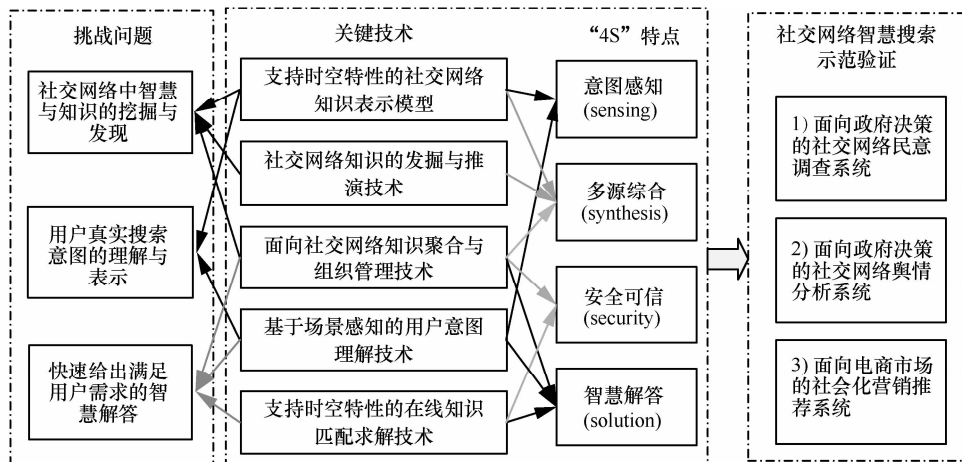 挑战问题
社交网络中智慧
与知识的挖掘与
发现
用户真实搜索
意图的理解与
表示
快速给出满足
用户需求的智
慧解答
关键技术
支持时空特性的社交网络
知识表示模型
社交网络知识的发掘与推
演技术
面向社交网络知识聚合与
组织管理技术
基于场景感知的用户意图
理解技术
支持时空特性的在线知识
匹配求解技术
“4S”特点
意图感知
(sensing)
多源综合
(synthesis)
安全可信
(security)
智慧解答
(solution)
社交网络智慧搜索
示范验证
1) 面向政府决策
的社交网络民意
调查系统
2) 面向政府决策
的社交网络舆情
分析系统
3) 面向电商市场
的社会化营销推
荐系统